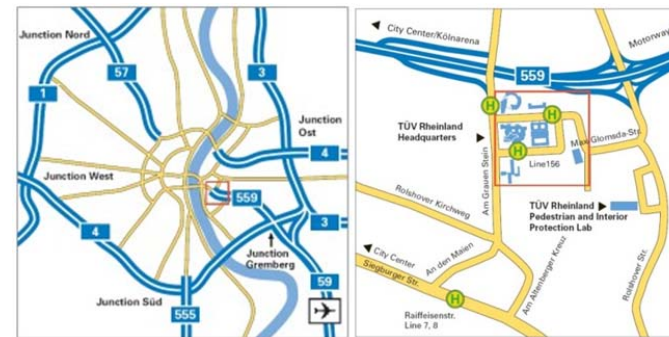 Junction Nord
57
3
1
Junction
Ost
4
Junction West
559
4
3
Junction
Gremberg
Junction Süd
59
555
City Center/Kölnarena
Motorway
559
H
H
TÜV Rheinland
Headquarters
Max-Glomsda-Str.
H
Line156
Am Grauen Stein
Rolshover Kirchweg
TÜV Rheinland
Pedestrian and Interior
Protection Lab
City Center
Siegburger Str.
An den Maien
Am Altenberger Kreuz
Rolshover Str.
H
Raiffeisenstr.
Line 7, 8